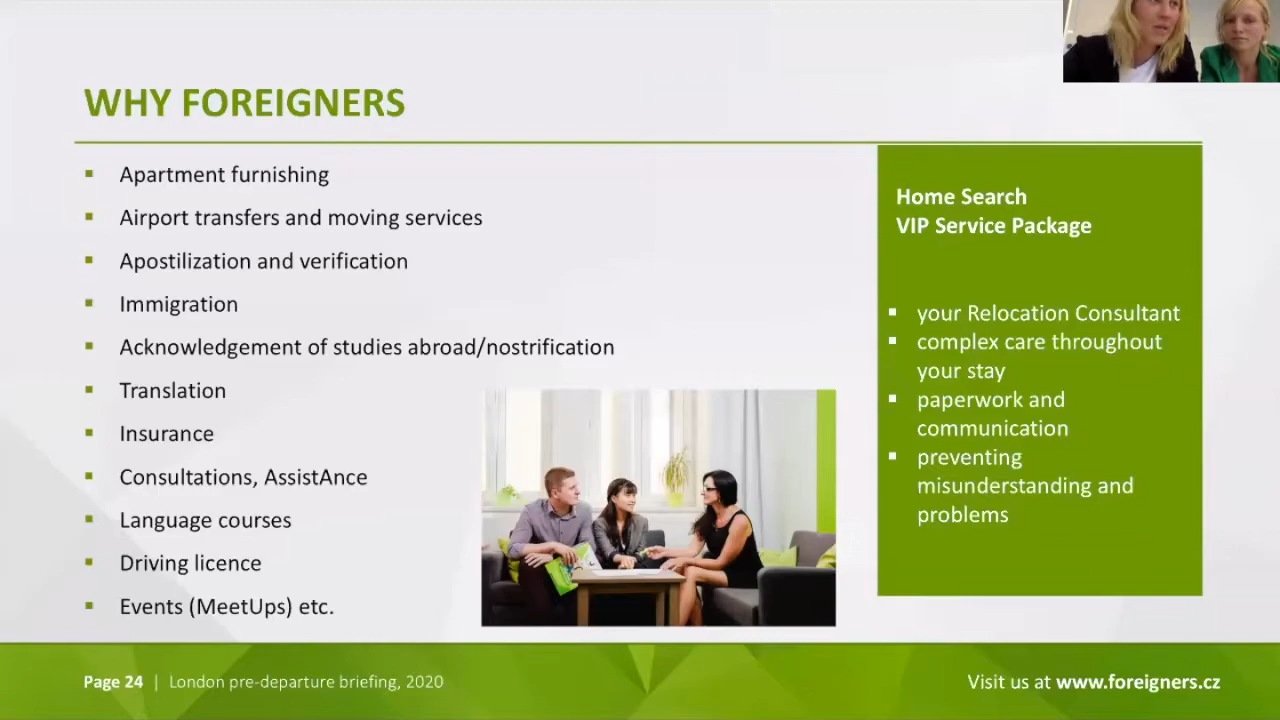 WHY FOREIGNERS
Apartment furnishing
Airport transfers and moving services
Apostilization and verification
Immigration
Acknowledgement of studies abroad/nostrification
Translation
Insurance
Consultations, AssistAnce
Language courses
Driving licence
Events (MeetUps) etc.
Home Search
VIP Service Package
your Relocation Consultant
complex care throughout
your stay
paperwork and
communication
preventing
misunderstanding and
problems
Page 24 | London pre-departure briefing, 2020
Visit us at www.foreigners.cz